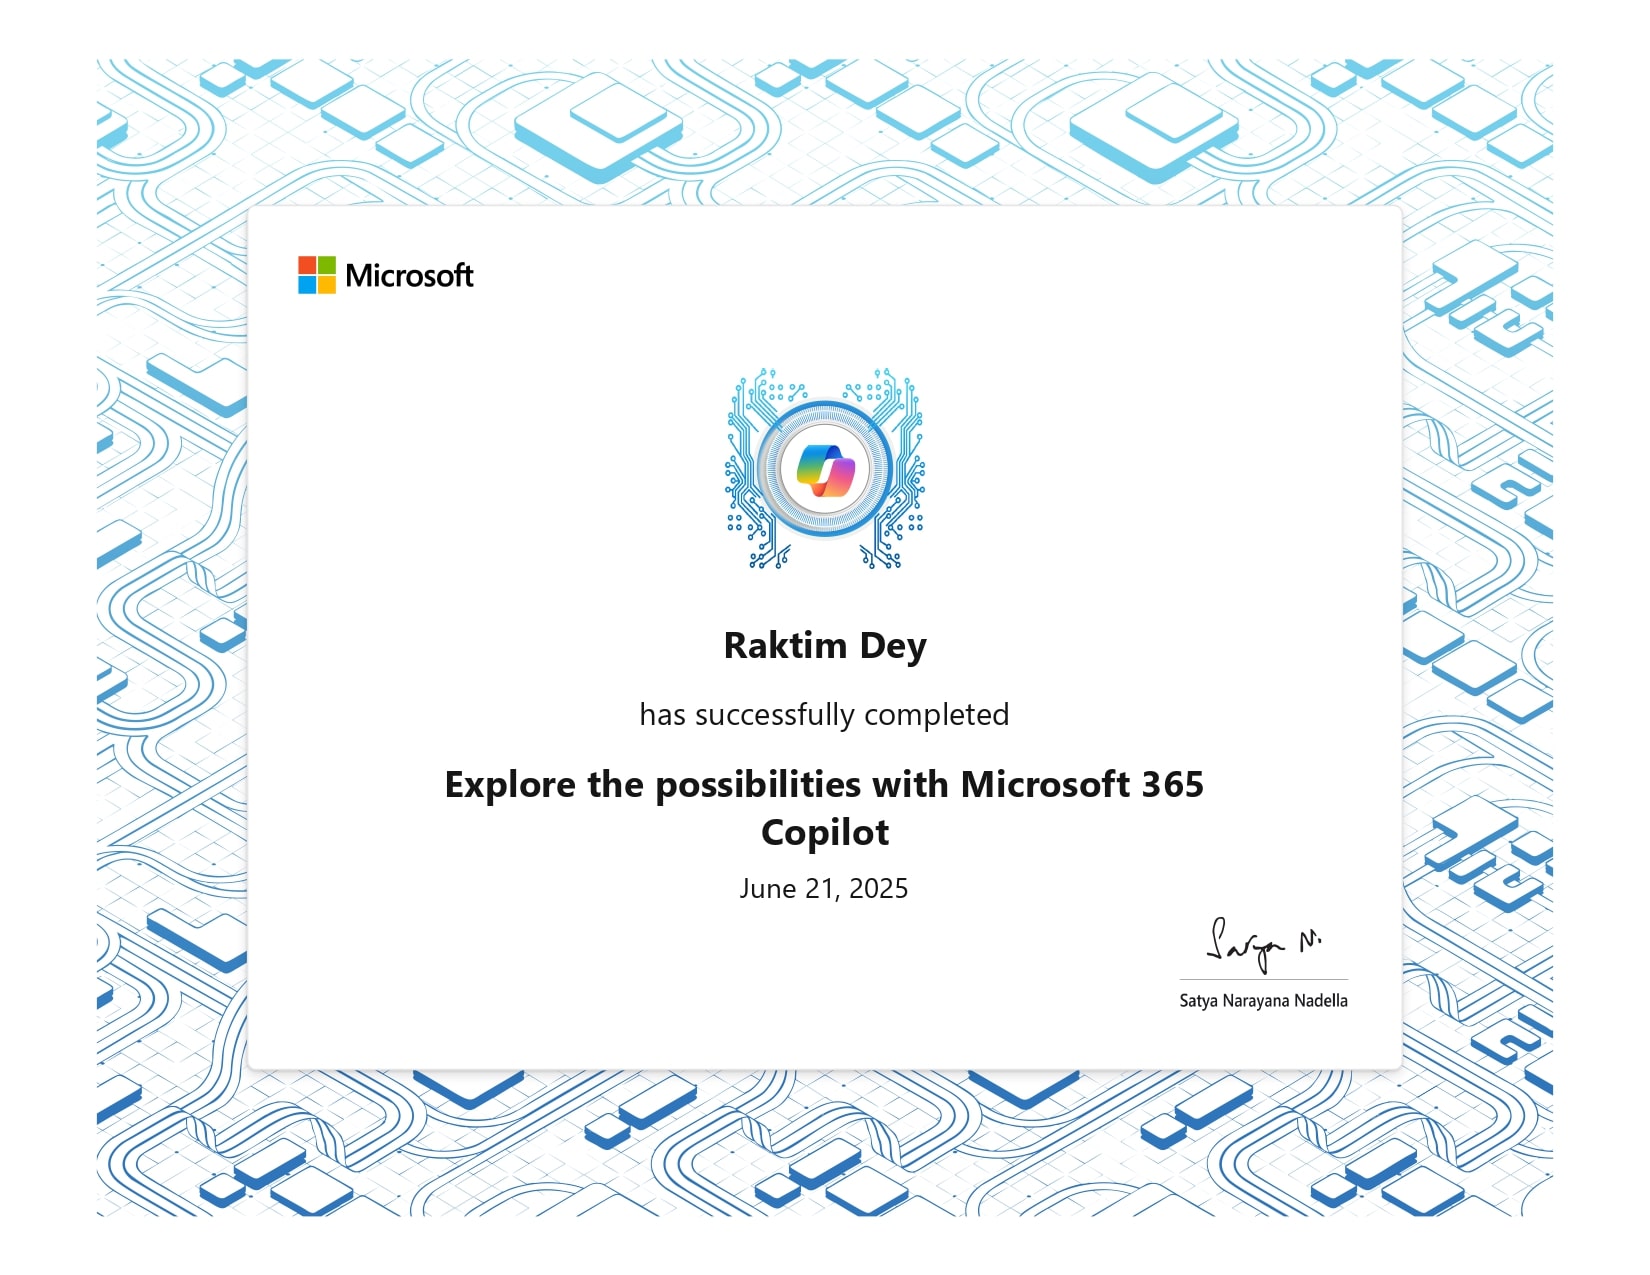 Microsoft
Raktim Dey
has successfully completed
Explore the possibilities with Microsoft 365
Copilot
June 21, 2025
Satya N.
Satya Narayana Nadella